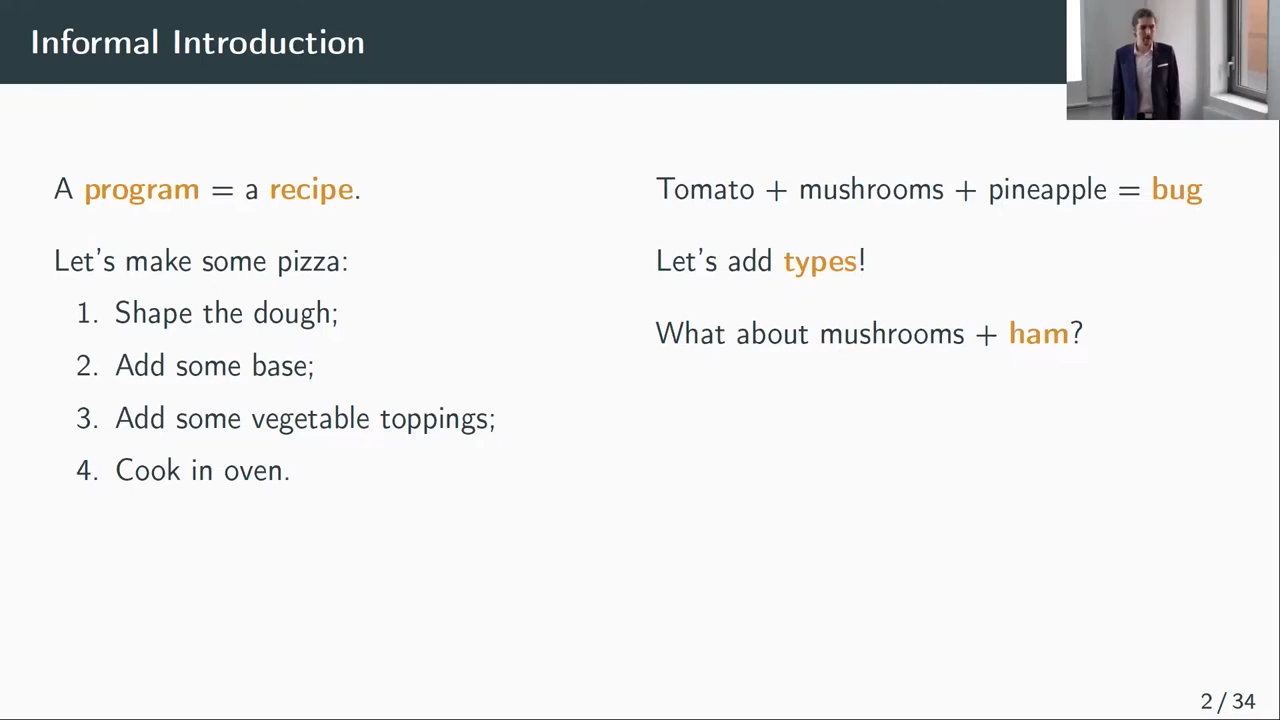 Informal Introduction
A program = a recipe.
Let's make some pizza:
1. Shape the dough;
2. Add some base;
3. Add some vegetable toppings;
4. Cook in oven.
Tomato + mushrooms + pineapple = bug
Let's add types!
What about mushrooms + ham?
2 / 34